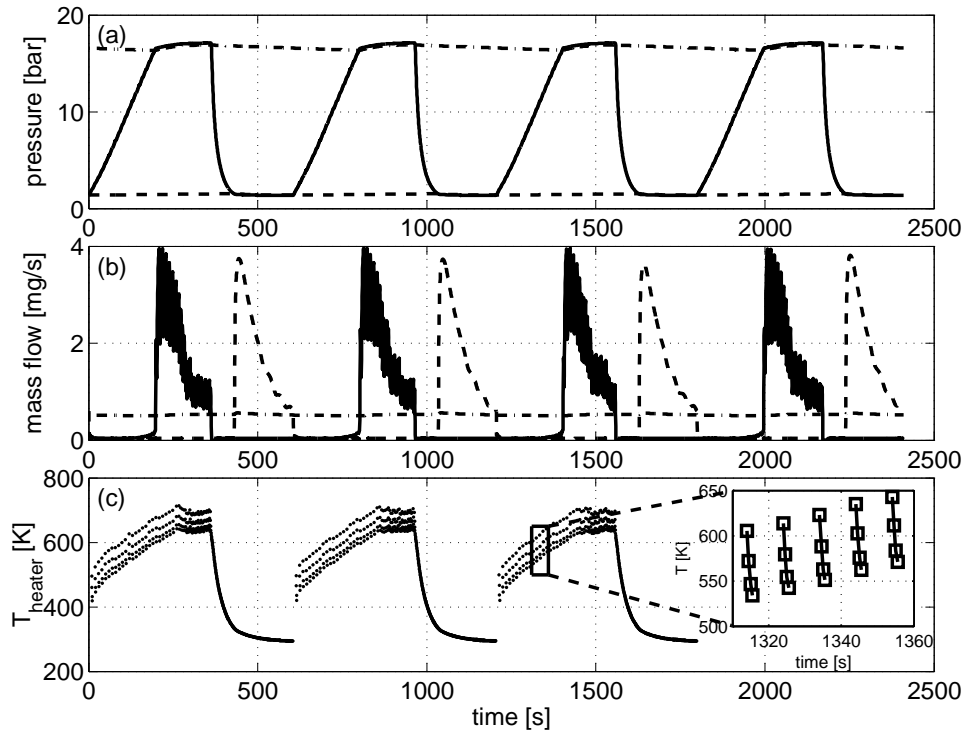 (a)
pressure [bar]
20
10
0
0 500 1000 1500 2000 2500
(b)
mass flow [mg/s]
4
2
0
0 500 1000 1500 2000 2500
(c)
T_heater [K]
800
600
400
200
0 500 1000 1500 2000 2500
time [s]
T [K]
650
600
550
500
1320 1340 1360
time [s]